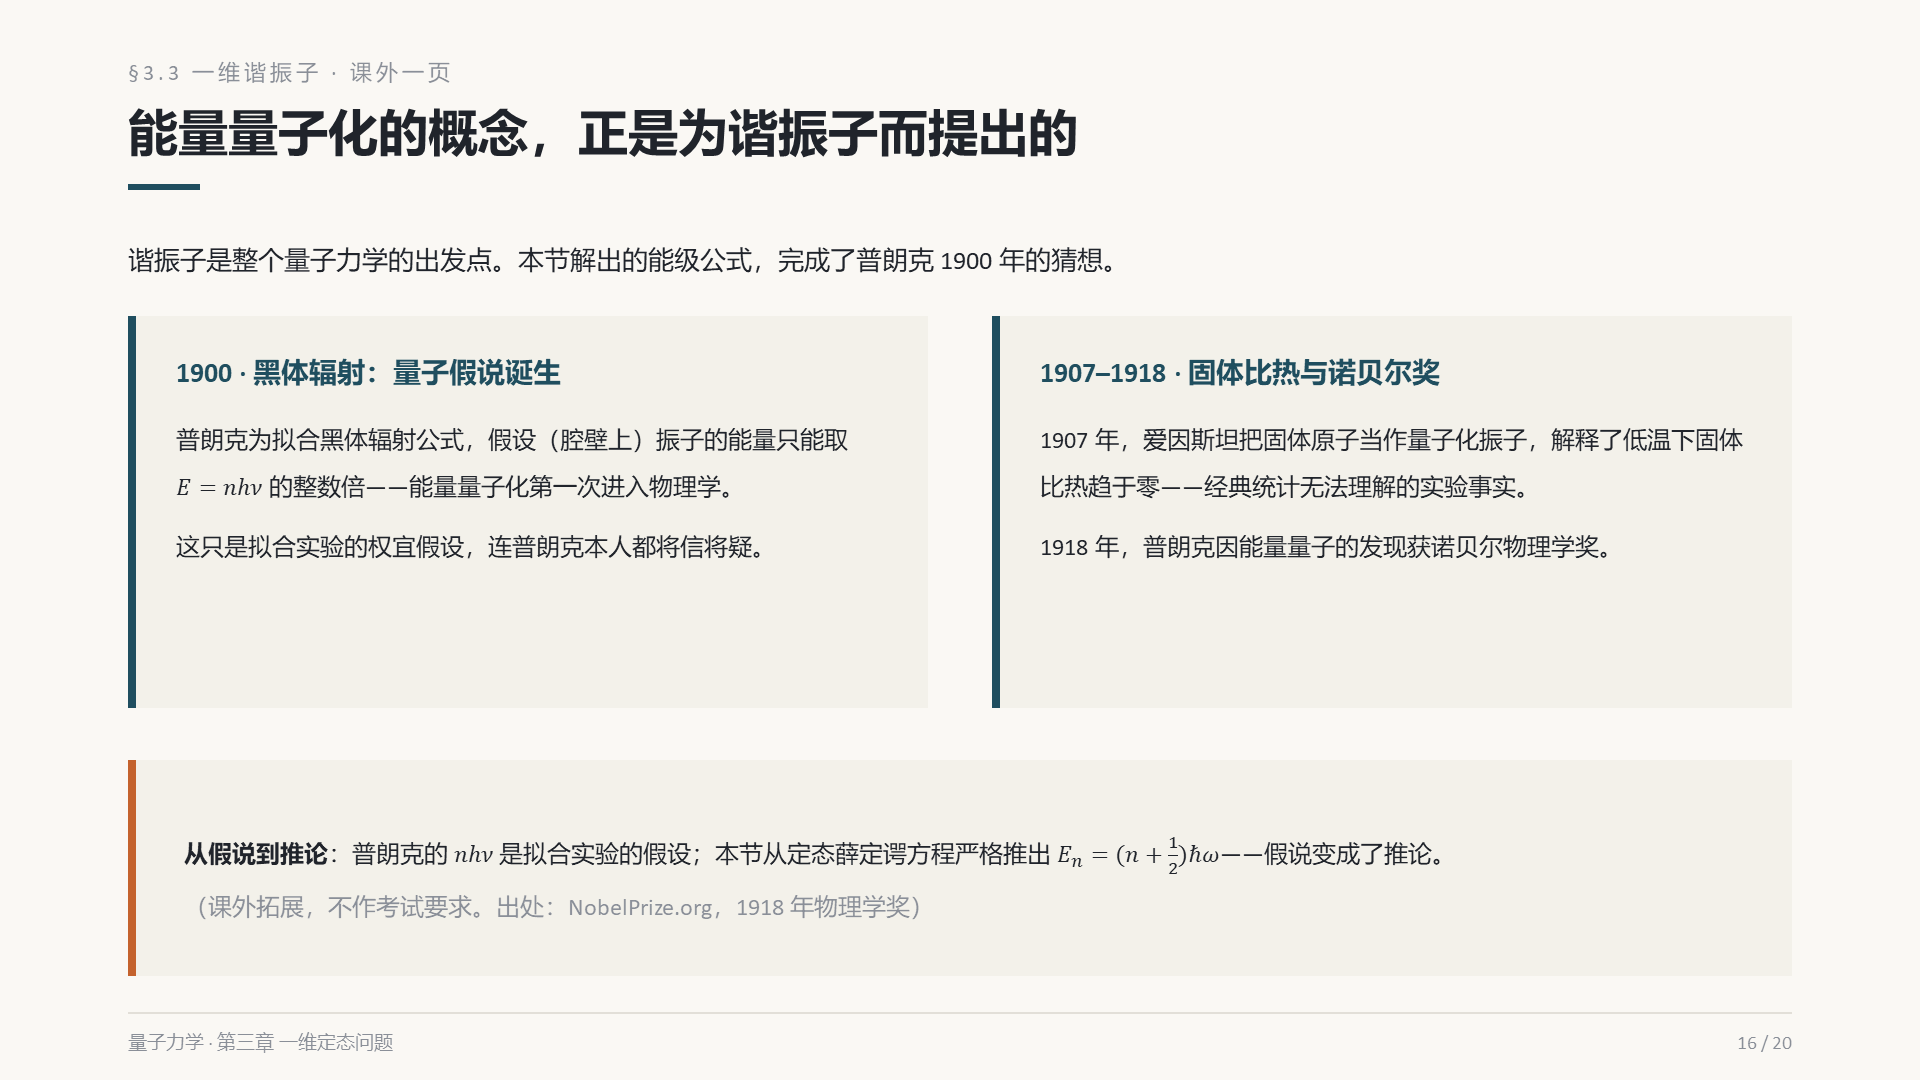 §3.3 一维谐振子 · 课外一页
能量量子化的概念，正是为谐振子而提出的
谐振子是整个量子力学的出发点。本节解出的能级公式，完成了普朗克 1900 年的猜想。
1900 · 黑体辐射：量子假说诞生
普朗克为拟合黑体辐射公式，假设（腔壁上）振子的能量只能取
E = nhν 的整数倍——能量量子化第一次进入物理学。
这只是拟合实验的权宜假设，连普朗克本人都将信将疑。
1907–1918 · 固体比热与诺贝尔奖
1907 年，爱因斯坦把固体原子当作量子化振子，解释了低温下固体
比热趋于零——经典统计无法理解的实验事实。
1918 年，普朗克因能量量子的发现获诺贝尔物理学奖。
从假说到推论：普朗克的 nhν 是拟合实验的假设；本节从定态薛定谔方程严格推出 Eₙ = (n + 1/2)ħω——假说变成了推论。
（课外拓展，不作考试要求。出处：NobelPrize.org，1918 年物理学奖）
量子力学 · 第三章 一维定态问题
16 / 20